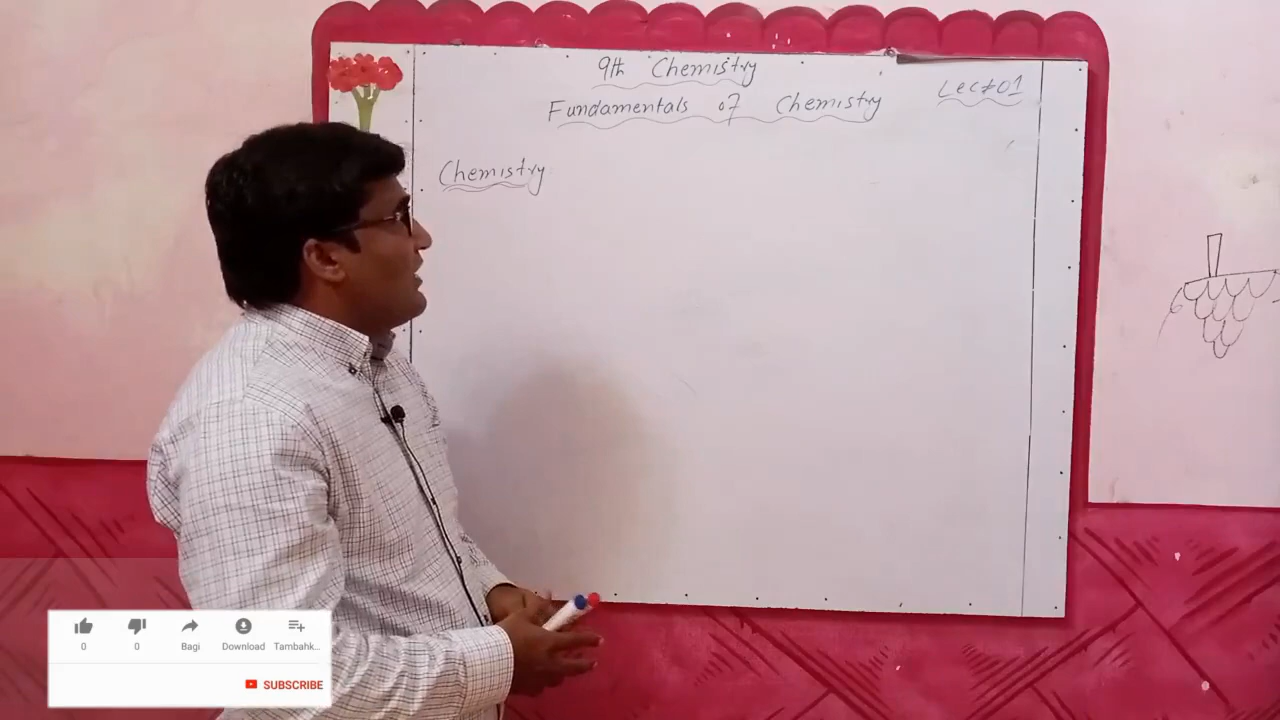 9th Chemistry
Fundamentals of Chemistry
Lec#01
Chemistry
0
0
Bagi
Download
Tambahk...
SUBSCRIBE